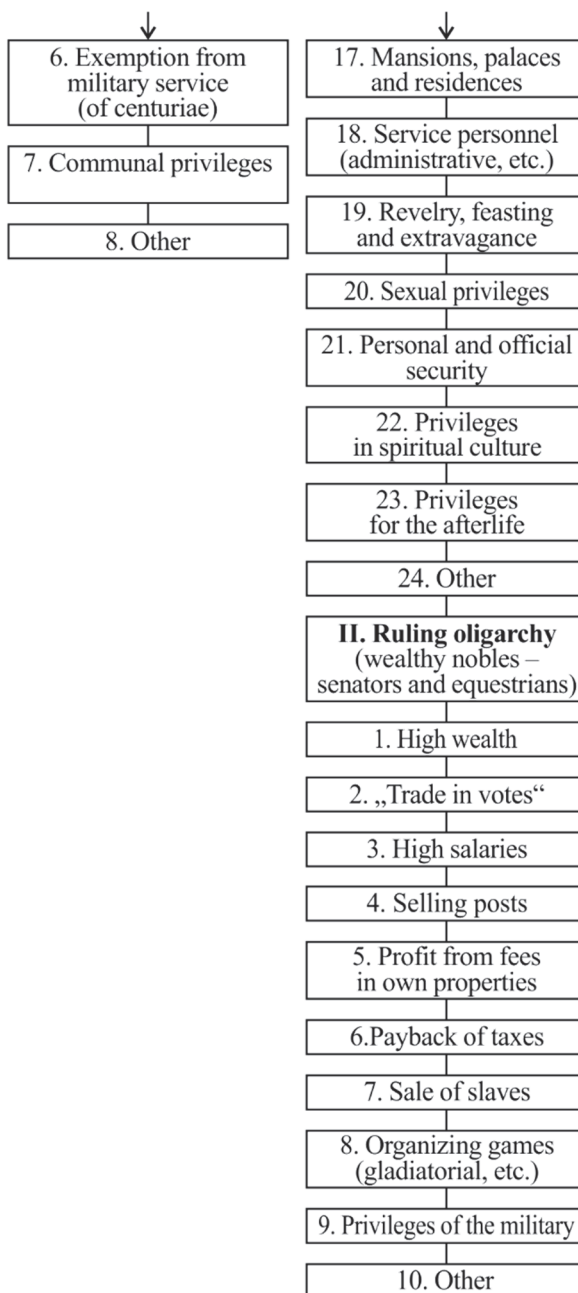 6. Exemption from
military service
(of centuriae)
7. Communal privileges
8. Other
17. Mansions, palaces
and residences
18. Service personnel
(administrative, etc.)
19. Revelry, feasting
and extravagance
20. Sexual privileges
21. Personal and official
security
22. Privileges
in spiritual culture
23. Privileges
for the afterlife
24. Other
II. Ruling oligarchy
(wealthy nobles –
senators and equestrians)
1. High wealth
2. „Trade in votes“
3. High salaries
4. Selling posts
5. Profit from fees
in own properties
6.Payback of taxes
7. Sale of slaves
8. Organizing games
(gladiatorial, etc.)
9. Privileges of the military
10. Other